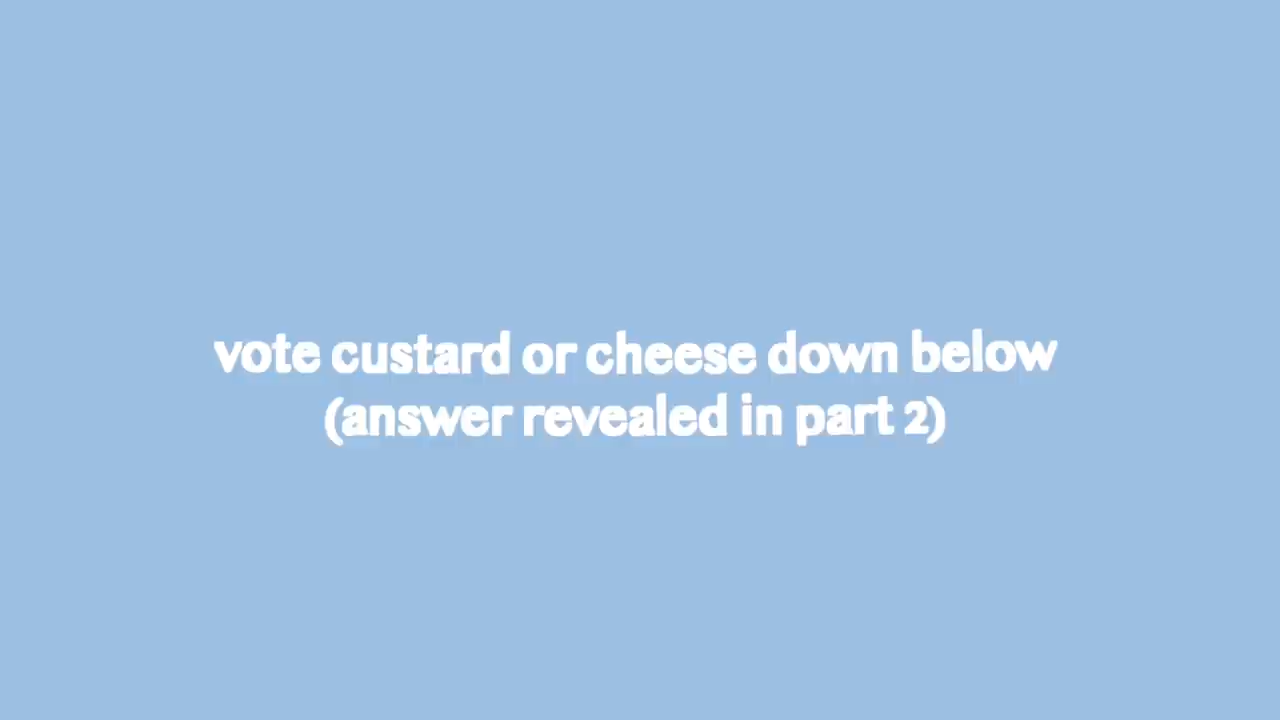 vote custard or cheese down below
(answer revealed in part 2)